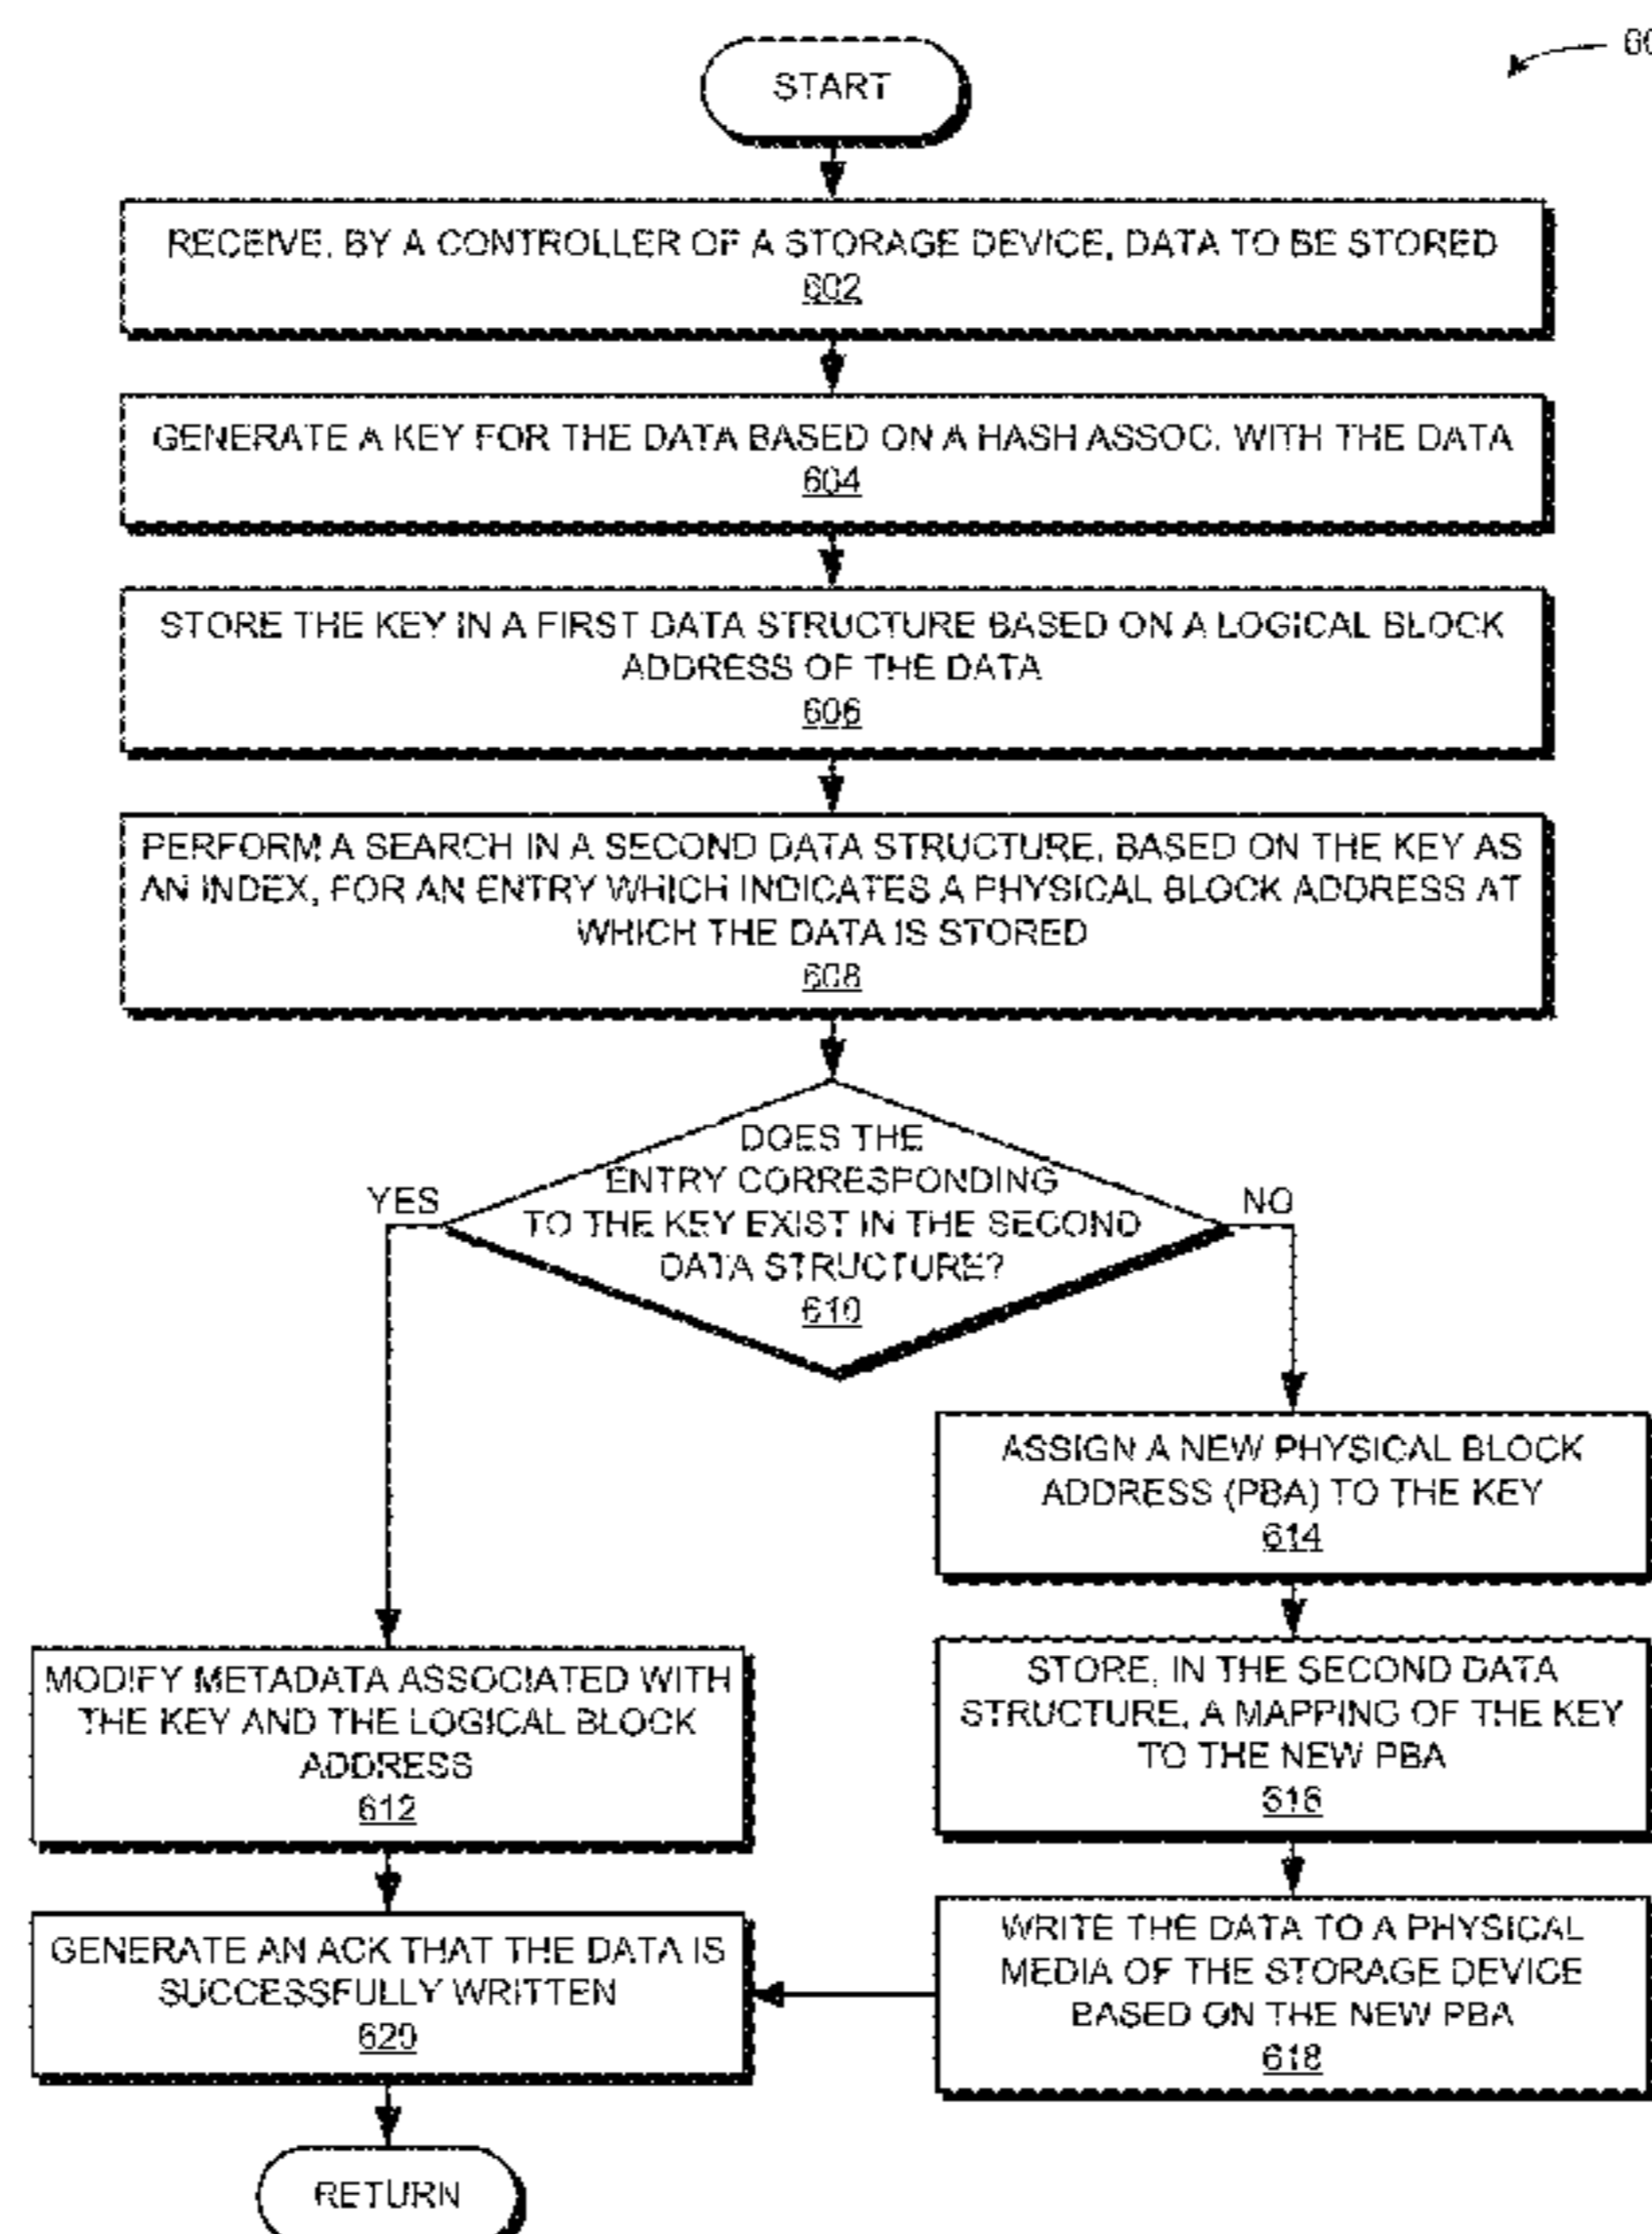 START
RECEIVE, BY A CONTROLLER OF A STORAGE DEVICE, DATA TO BE STORED
602
GENERATE A KEY FOR THE DATA BASED ON A HASH ASSOC. WITH THE DATA
604
STORE THE KEY IN A FIRST DATA STRUCTURE BASED ON A LOGICAL BLOCK
ADDRESS OF THE DATA
606
PERFORM A SEARCH IN A SECOND DATA STRUCTURE, BASED ON THE KEY AS
AN INDEX, FOR AN ENTRY WHICH INDICATES A PHYSICAL BLOCK ADDRESS AT
WHICH THE DATA IS STORED
608
DOES THE
ENTRY CORRESPONDING
TO THE KEY EXIST IN THE SECOND
DATA STRUCTURE?
610
YES
NO
ASSIGN A NEW PHYSICAL BLOCK
ADDRESS (PBA) TO THE KEY
614
STORE, IN THE SECOND DATA
STRUCTURE, A MAPPING OF THE KEY
TO THE NEW PBA
616
WRITE THE DATA TO A PHYSICAL
MEDIA OF THE STORAGE DEVICE
BASED ON THE NEW PBA
618
MODIFY METADATA ASSOCIATED WITH
THE KEY AND THE LOGICAL BLOCK
ADDRESS
612
GENERATE AN ACK THAT THE DATA IS
SUCCESSFULLY WRITTEN
620
RETURN